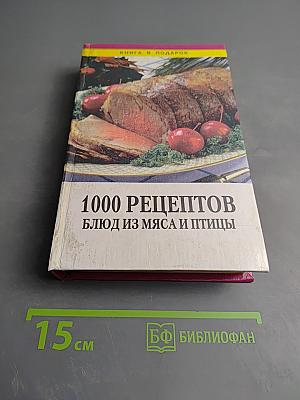 КНИГА В ПОДАРОК
1000 РЕЦЕПТОВ
БЛЮД ИЗ МЯСА И ПТИЦЫ
15 см
БФ БИБЛИОФАН